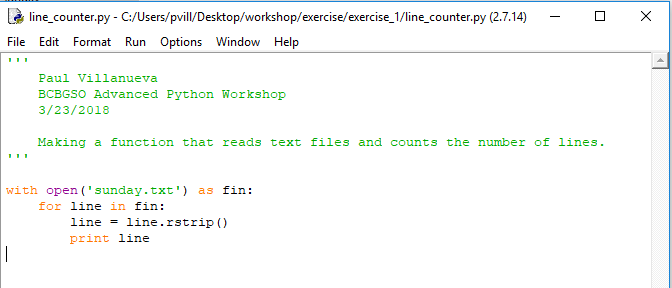 line_counter.py - C:/Users/pvill/Desktop/workshop/exercise/exercise_1/line_counter.py (2.7.14)
File Edit Format Run Options Window Help
'''
    Paul Villanueva
    BCBGSO Advanced Python Workshop
    3/23/2018

    Making a function that reads text files and counts the number of lines.
'''

with open('sunday.txt') as fin:
    for line in fin:
        line = line.rstrip()
        print line